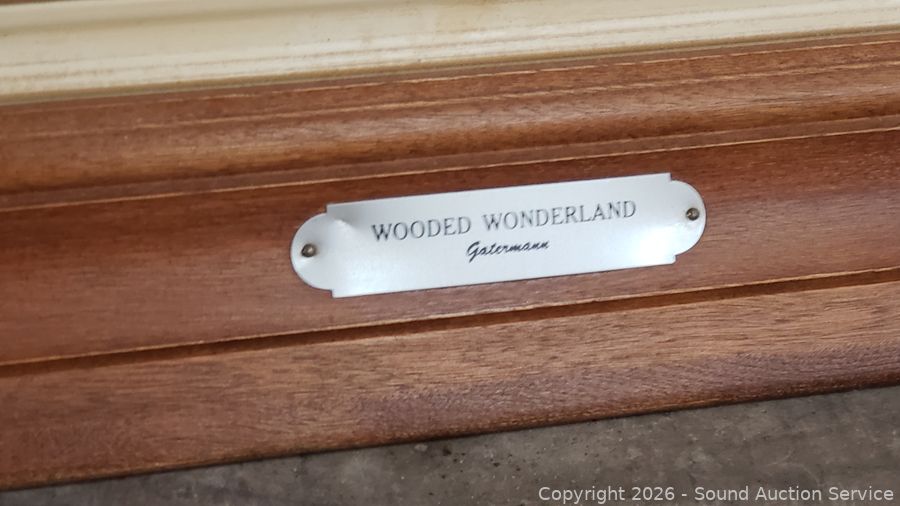 WOODED WONDERLAND
Gatermann
Copyright 2026 - Sound Auction Service